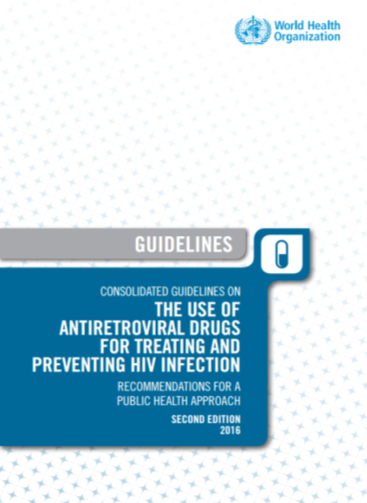 World Health
Organization
GUIDELINES
CONSOLIDATED GUIDELINES ON
THE USE OF
ANTIRETROVIRAL DRUGS
FOR TREATING AND
PREVENTING HIV INFECTION
RECOMMENDATIONS FOR A
PUBLIC HEALTH APPROACH
SECOND EDITION
2016